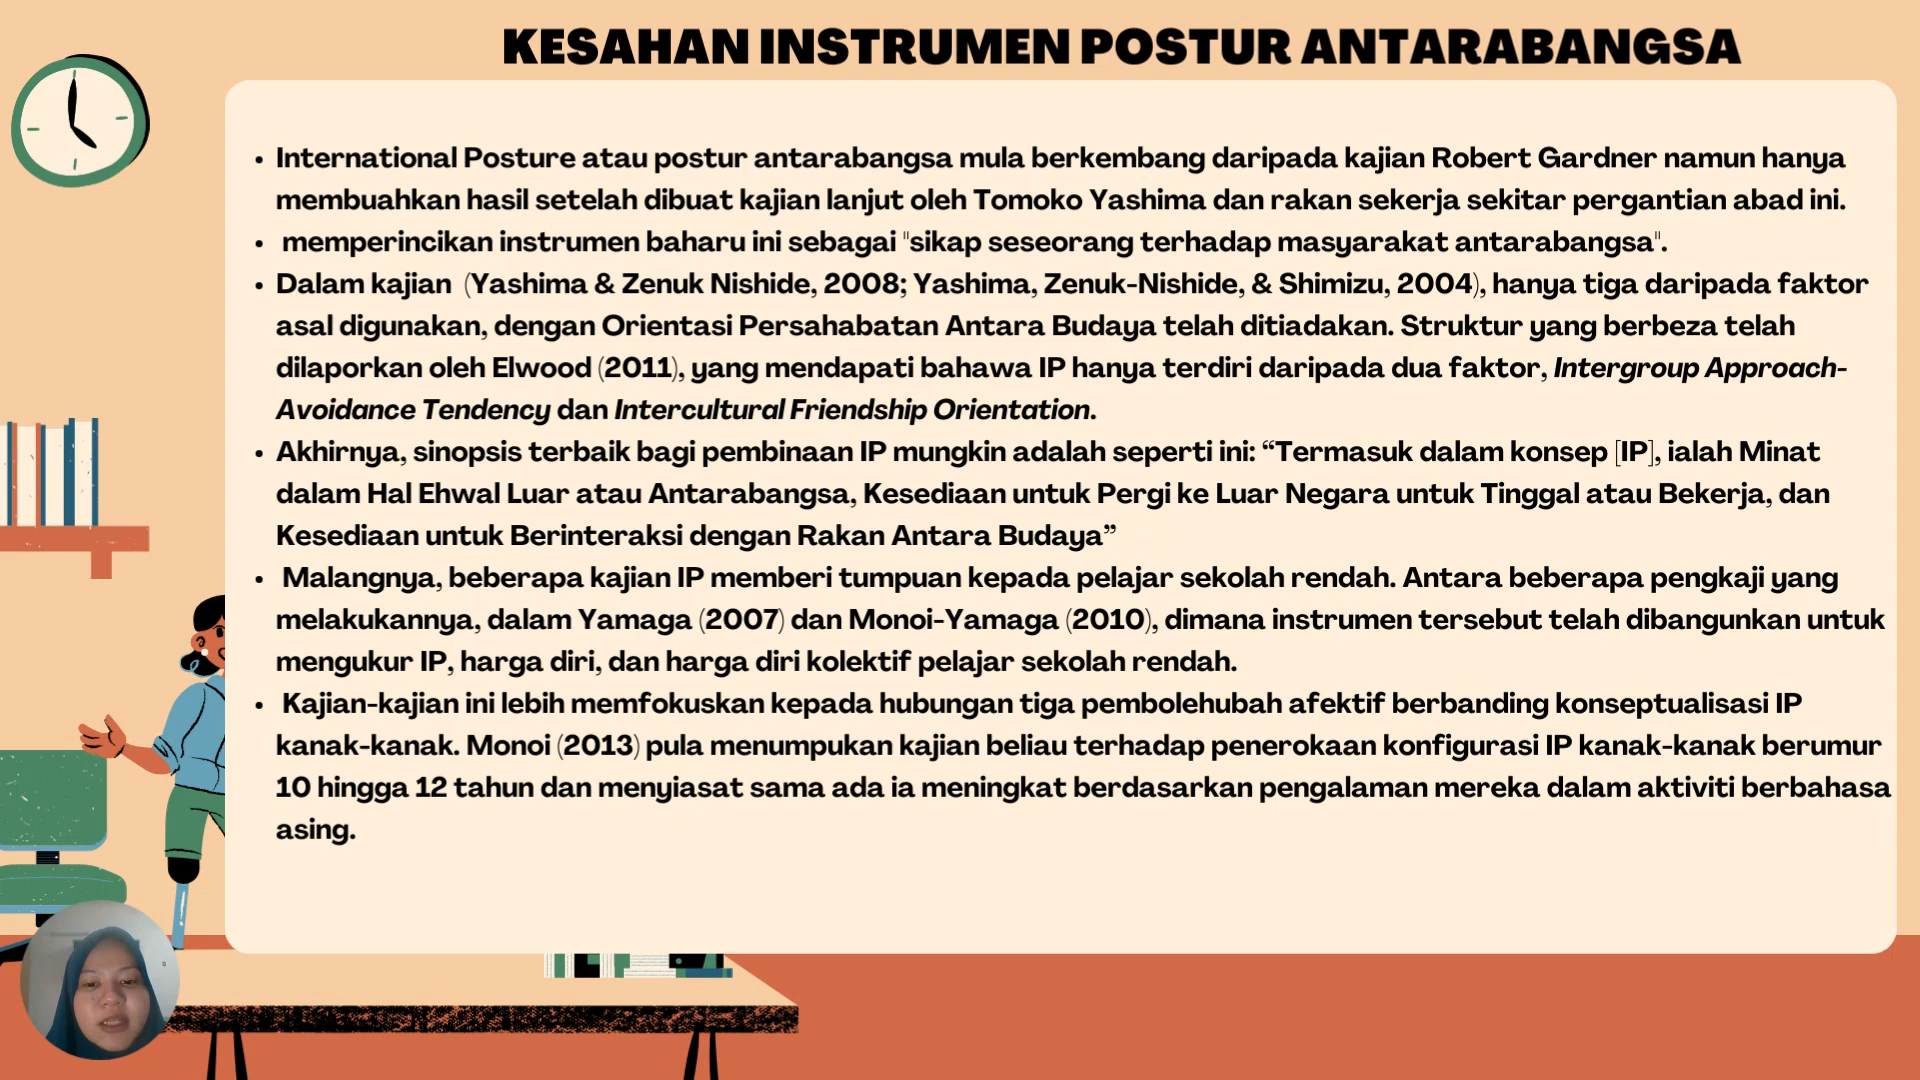 KESAHAN INSTRUMEN POSTUR ANTARABANGSA
• International Posture atau postur antarabangsa mula berkembang daripada kajian Robert Gardner namun hanya
membuahkan hasil setelah dibuat kajian lanjut oleh Tomoko Yashima dan rakan sekerja sekitar pergantian abad ini.
• memperincikan instrumen baharu ini sebagai "sikap seseorang terhadap masyarakat antarabangsa".
• Dalam kajian (Yashima & Zenuk Nishide, 2008; Yashima, Zenuk-Nishide, & Shimizu, 2004), hanya tiga daripada faktor
asal digunakan, dengan Orientasi Persahabatan Antara Budaya telah ditiadakan. Struktur yang berbeza telah
dilaporkan oleh Elwood (2011), yang mendapati bahawa IP hanya terdiri daripada dua faktor, Intergroup Approach-
Avoidance Tendency dan Intercultural Friendship Orientation.
• Akhirnya, sinopsis terbaik bagi pembinaan IP mungkin adalah seperti ini: “Termasuk dalam konsep [IP], ialah Minat
dalam Hal Ehwal Luar atau Antarabangsa, Kesediaan untuk Pergi ke Luar Negara untuk Tinggal atau Bekerja, dan
Kesediaan untuk Berinteraksi dengan Rakan Antara Budaya”
• Malangnya, beberapa kajian IP memberi tumpuan kepada pelajar sekolah rendah. Antara beberapa pengkaji yang
melakukannya, dalam Yamaga (2007) dan Monoi-Yamaga (2010), dimana instrumen tersebut telah dibangunkan untuk
mengukur IP, harga diri, dan harga diri kolektif pelajar sekolah rendah.
• Kajian-kajian ini lebih memfokuskan kepada hubungan tiga pembolehubah afektif berbanding konseptualisasi IP
kanak-kanak. Monoi (2013) pula menumpukan kajian beliau terhadap penerokaan konfigurasi IP kanak-kanak berumur
10 hingga 12 tahun dan menyiasat sama ada ia meningkat berdasarkan pengalaman mereka dalam aktiviti berbahasa
asing.